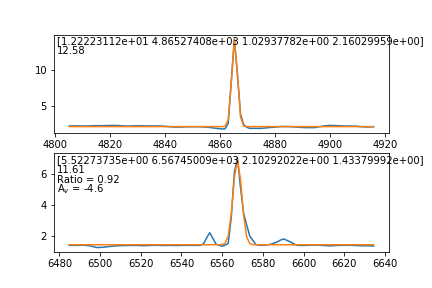 [1.22223112e+01 4.86527408e+03 1.02937782e+00 2.16029959e+00]
12.58
10
5
4800 4820 4840 4860 4880 4900 4920
[5.52273735e+00 6.56745009e+03 2.10292022e+00 1.43379992e+00]
11.61
Ratio = 0.92
Av = -4.6
6
4
2
6480 6500 6520 6540 6560 6580 6600 6620 6640